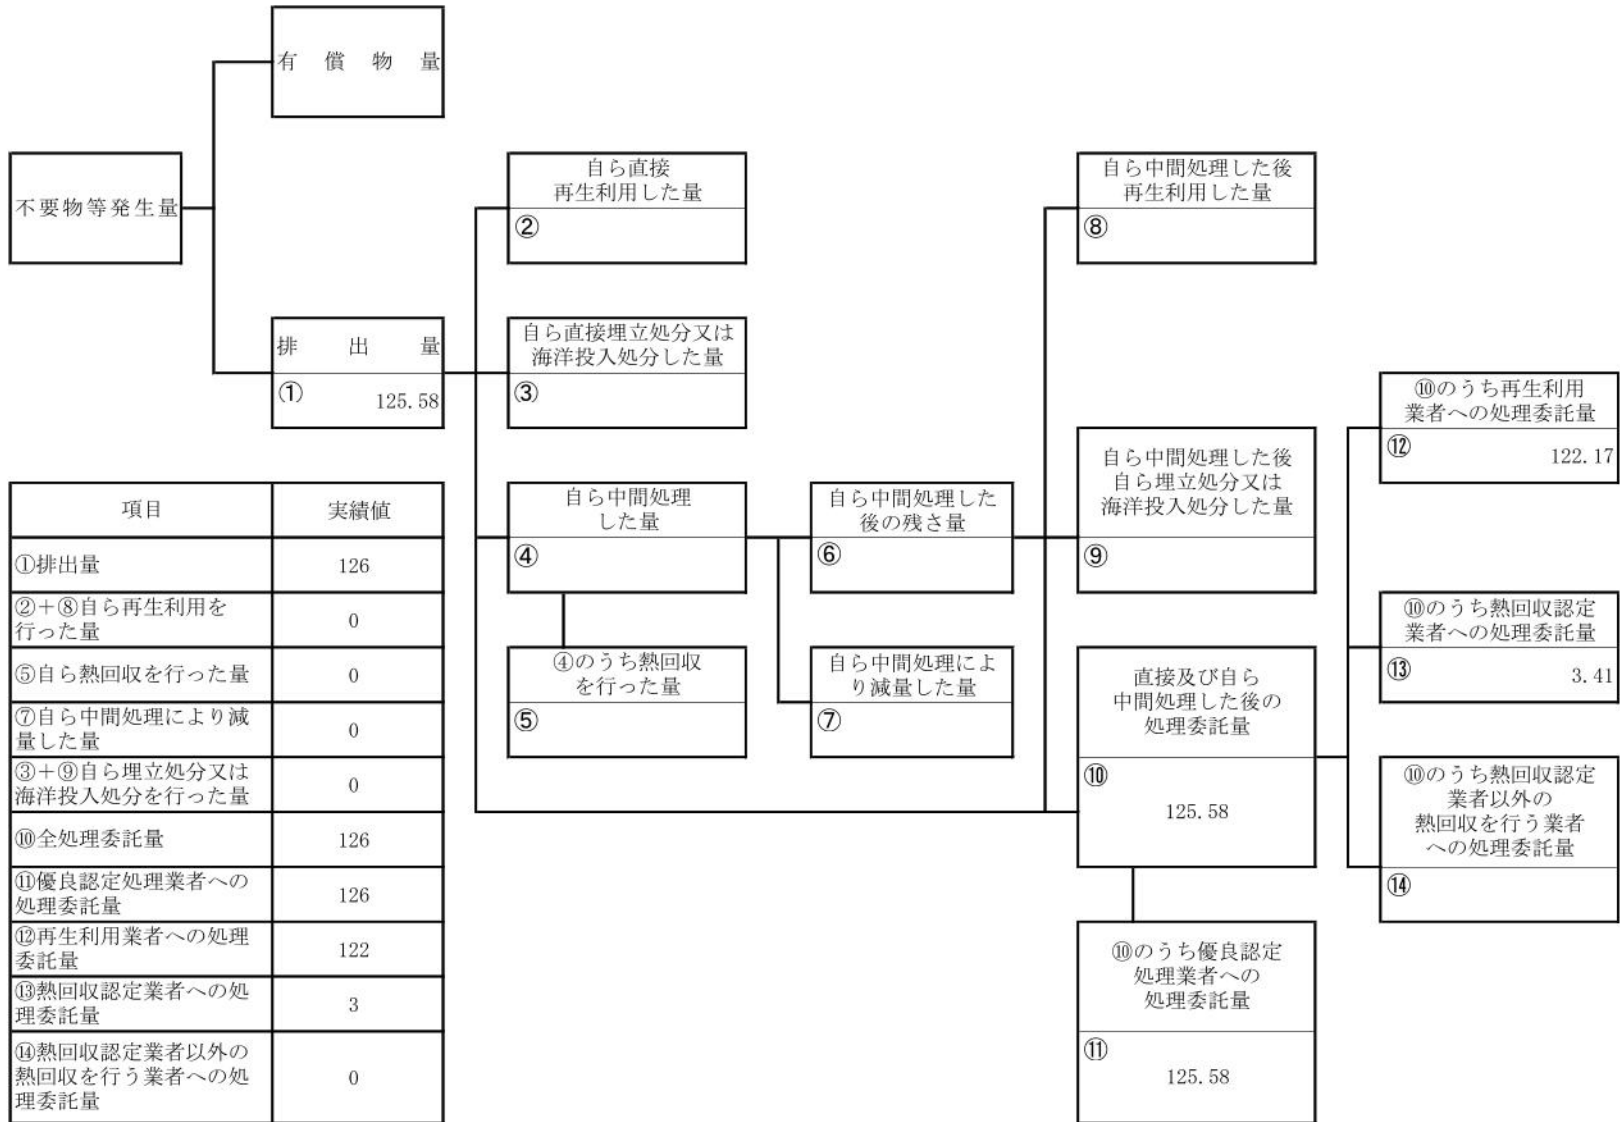 有償物量
不要物等発生量
排出量
①
125.58
自ら直接
再生利用した量
②
自ら直接埋立処分又は
海洋投入処分した量
③
自ら中間処理
した量
④
④のうち熱回収
を行った量
⑤
自ら中間処理した
後の残さ量
⑥
自ら中間処理によ
り減量した量
⑦
自ら中間処理した後
再生利用した量
⑧
自ら中間処理した後
自ら埋立処分又は
海洋投入処分した量
⑨
直接及び自ら
中間処理した後の
処理委託量
⑩
125.58
⑩のうち優良認定
処理業者への
処理委託量
⑪
125.58
⑩のうち再生利用
業者への処理委託量
⑫
122.17
⑩のうち熱回収認定
業者への処理委託量
⑬
3.41
⑩のうち熱回収認定
業者以外の
熱回収を行う業者
への処理委託量
⑭
項目 実績値
①排出量 126
②+⑧自ら再生利用を
行った量 0
⑤自ら熱回収を行った量 0
⑦自ら中間処理により減
量した量 0
③+⑨自ら埋立処分又は
海洋投入処分を行った量 0
⑩全処理委託量 126
⑪優良認定処理業者への
処理委託量 126
⑫再生利用業者への処理
委託量 122
⑬熱回収認定業者への処
理委託量 3
⑭熱回収認定業者以外の
熱回収を行う業者への処
理委託量 0